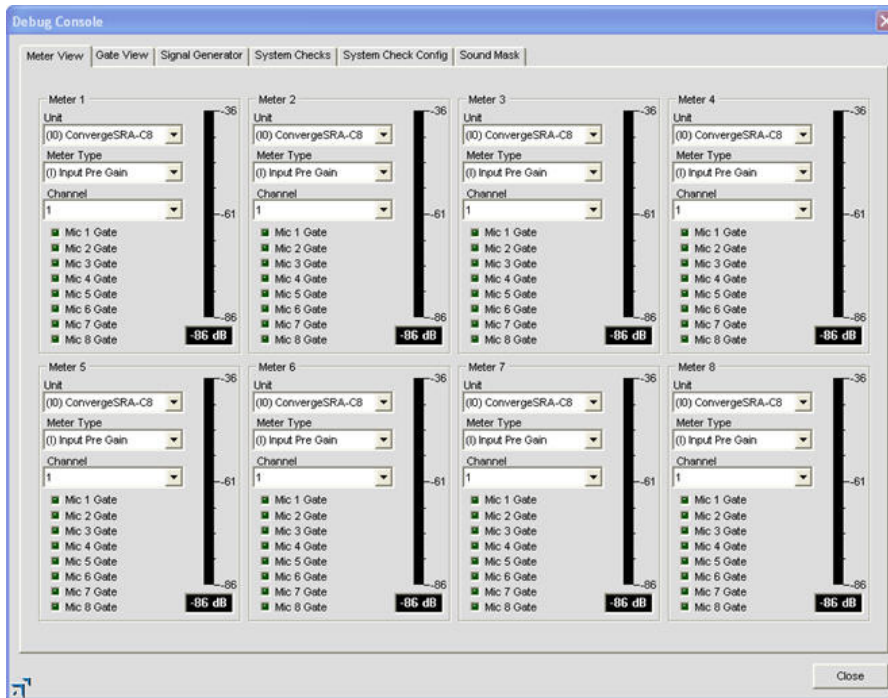 Debug Console
Meter View Gate View Signal Generator System Checks System Check Config Sound Mask
Meter 1
Unit
(I0) ConvergeSRA-C8
Meter Type
(I) Input Pre Gain
Channel
1
Mic 1 Gate
Mic 2 Gate
Mic 3 Gate
Mic 4 Gate
Mic 5 Gate
Mic 6 Gate
Mic 7 Gate
Mic 8 Gate
-36
-61
-86
-86 dB
Meter 2
Unit
(I0) ConvergeSRA-C8
Meter Type
(I) Input Pre Gain
Channel
1
Mic 1 Gate
Mic 2 Gate
Mic 3 Gate
Mic 4 Gate
Mic 5 Gate
Mic 6 Gate
Mic 7 Gate
Mic 8 Gate
-36
-61
-86
-86 dB
Meter 3
Unit
(I0) ConvergeSRA-C8
Meter Type
(I) Input Pre Gain
Channel
1
Mic 1 Gate
Mic 2 Gate
Mic 3 Gate
Mic 4 Gate
Mic 5 Gate
Mic 6 Gate
Mic 7 Gate
Mic 8 Gate
-36
-61
-86
-86 dB
Meter 4
Unit
(I0) ConvergeSRA-C8
Meter Type
(I) Input Pre Gain
Channel
1
Mic 1 Gate
Mic 2 Gate
Mic 3 Gate
Mic 4 Gate
Mic 5 Gate
Mic 6 Gate
Mic 7 Gate
Mic 8 Gate
-36
-61
-86
-86 dB
Meter 5
Unit
(I0) ConvergeSRA-C8
Meter Type
(I) Input Pre Gain
Channel
1
Mic 1 Gate
Mic 2 Gate
Mic 3 Gate
Mic 4 Gate
Mic 5 Gate
Mic 6 Gate
Mic 7 Gate
Mic 8 Gate
-36
-61
-86
-86 dB
Meter 6
Unit
(I0) ConvergeSRA-C8
Meter Type
(I) Input Pre Gain
Channel
1
Mic 1 Gate
Mic 2 Gate
Mic 3 Gate
Mic 4 Gate
Mic 5 Gate
Mic 6 Gate
Mic 7 Gate
Mic 8 Gate
-36
-61
-86
-86 dB
Meter 7
Unit
(I0) ConvergeSRA-C8
Meter Type
(I) Input Pre Gain
Channel
1
Mic 1 Gate
Mic 2 Gate
Mic 3 Gate
Mic 4 Gate
Mic 5 Gate
Mic 6 Gate
Mic 7 Gate
Mic 8 Gate
-36
-61
-86
-86 dB
Meter 8
Unit
(I0) ConvergeSRA-C8
Meter Type
(I) Input Pre Gain
Channel
1
Mic 1 Gate
Mic 2 Gate
Mic 3 Gate
Mic 4 Gate
Mic 5 Gate
Mic 6 Gate
Mic 7 Gate
Mic 8 Gate
-36
-61
-86
-86 dB
Close